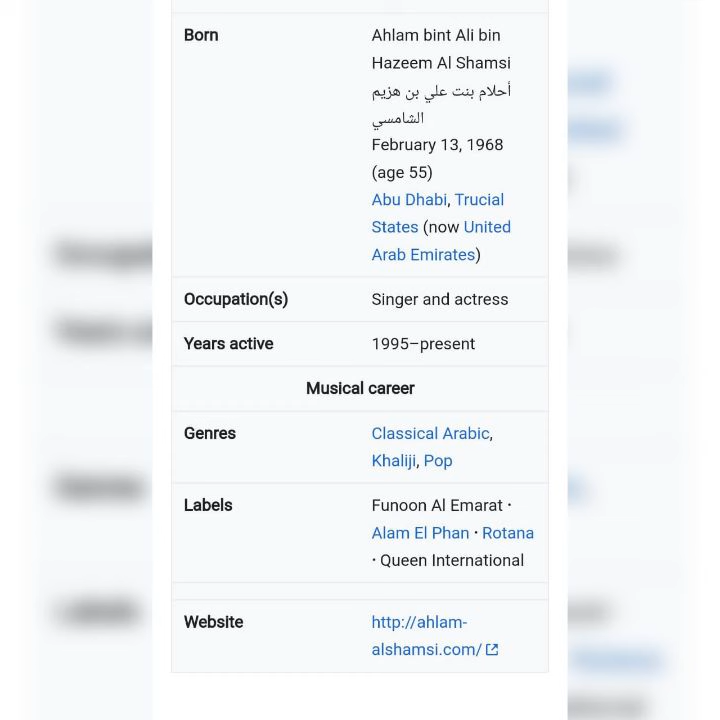 Born
Ahlam bint Ali bin
Hazeem Al Shamsi
أحلام بنت علي بن هزيم
الشامسي
February 13, 1968
(age 55)
Abu Dhabi, Trucial
States (now United
Arab Emirates)
Occupation(s) Singer and actress
Years active 1995–present
Musical career
Genres Classical Arabic,
Khaliji, Pop
Labels Funoon Al Emarat ·
Alam El Phan · Rotana
· Queen International
Website http://ahlam-
alshamsi.com/